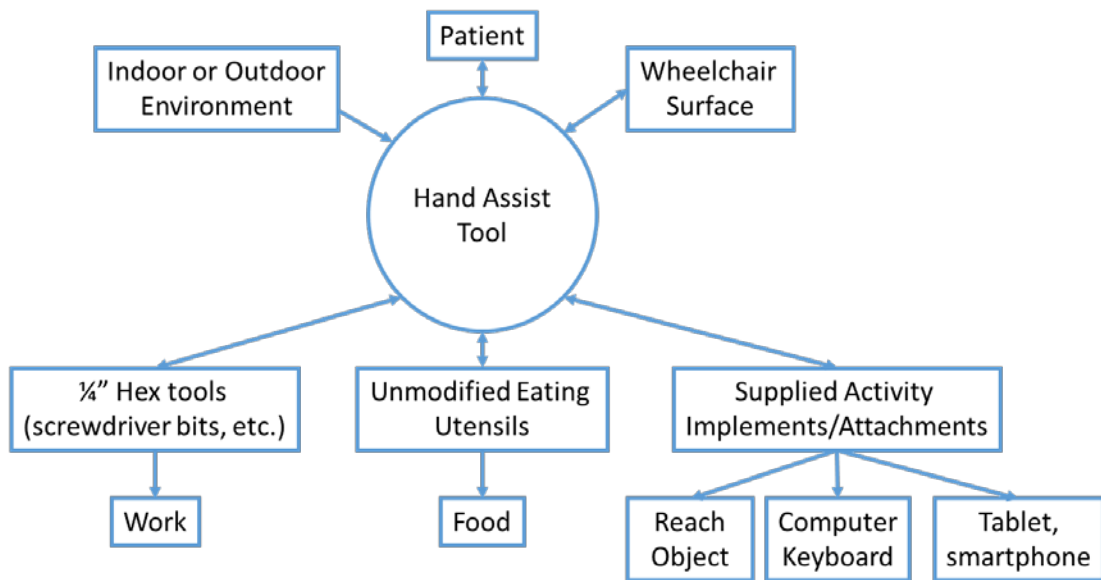 Patient
Indoor or Outdoor
Environment
Wheelchair
Surface
Hand Assist
Tool
¼” Hex tools
(screwdriver bits, etc.)
Unmodified Eating
Utensils
Supplied Activity
Implements/Attachments
Work
Food
Reach
Object
Computer
Keyboard
Tablet,
smartphone